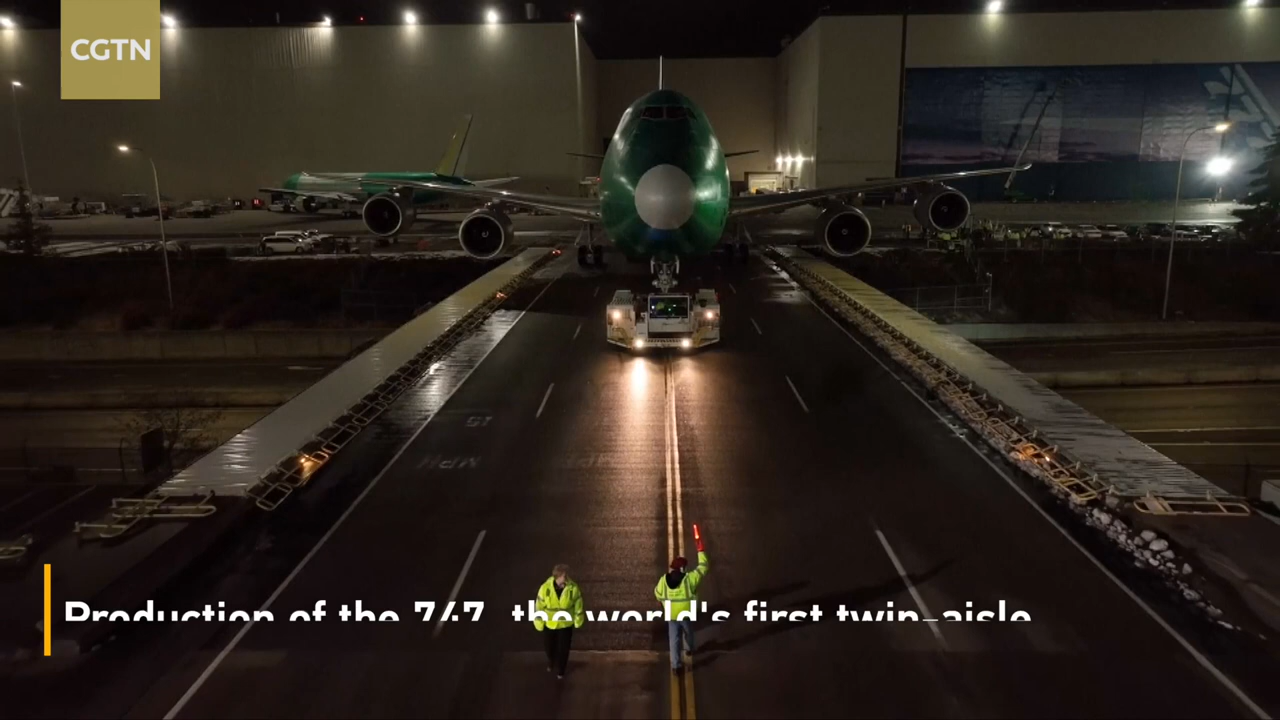 CGTN
Production of the 747, the world's first twin-aisle